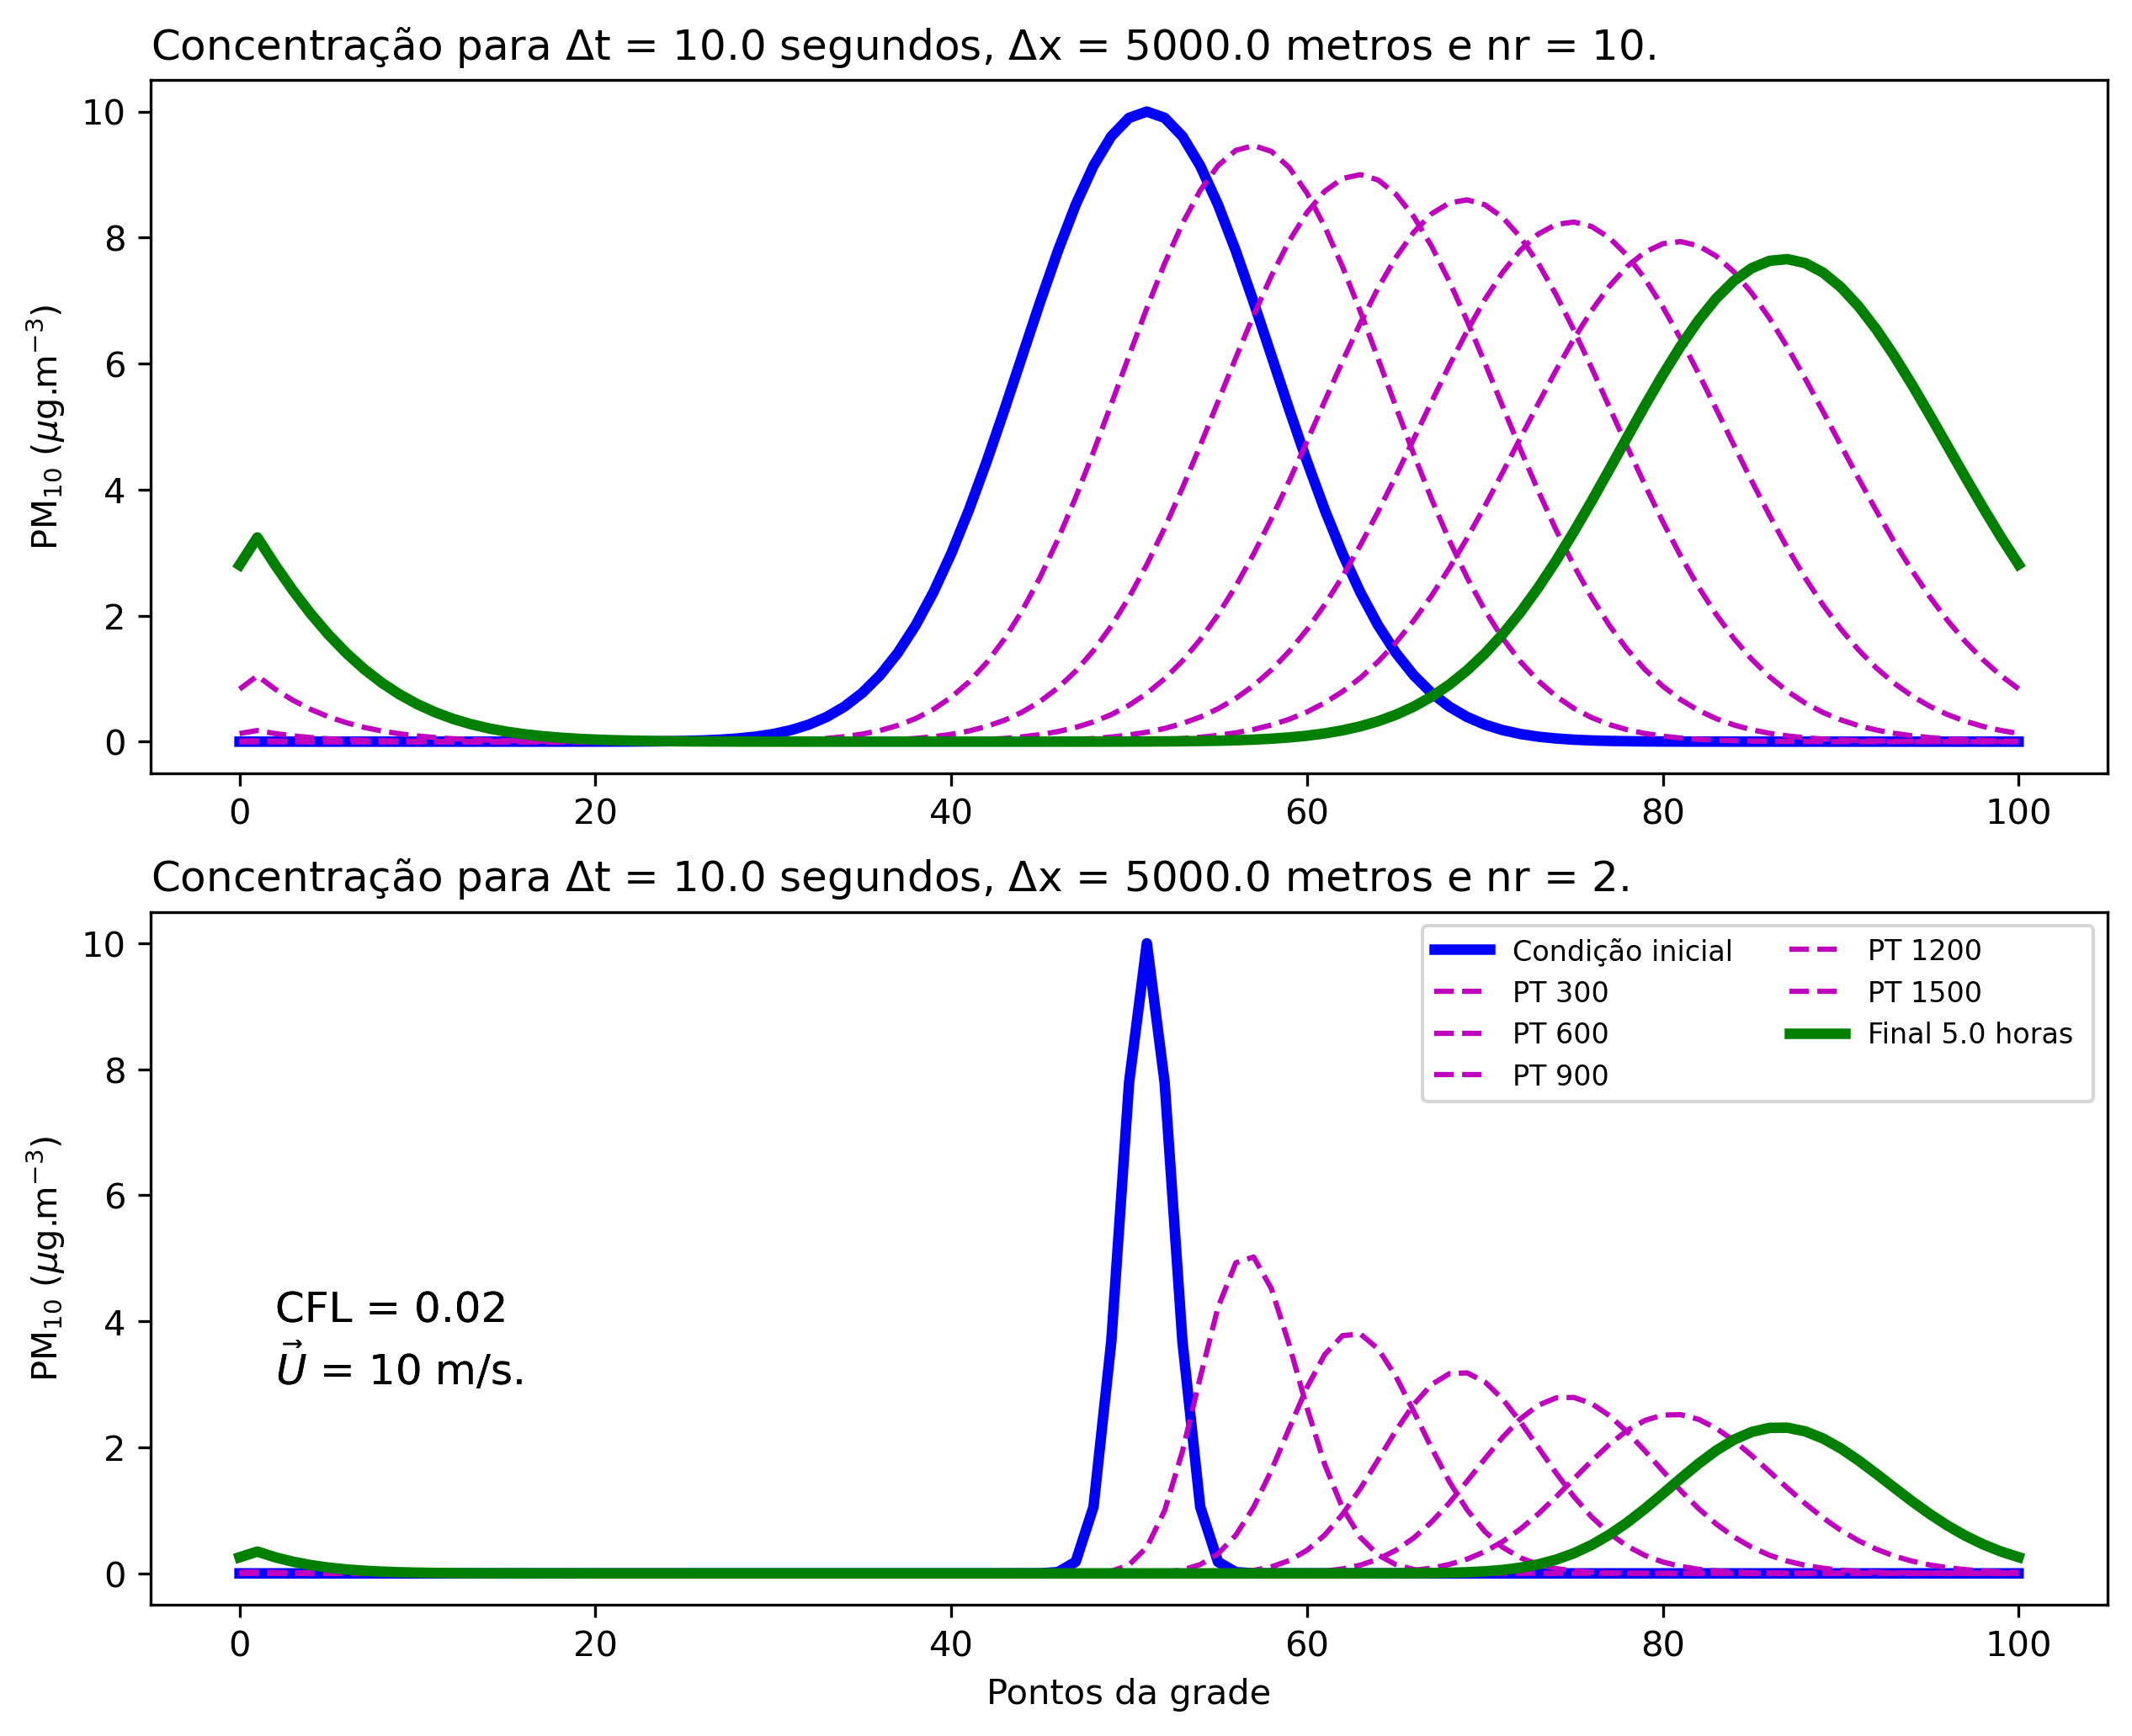 Concentração para Δt = 10.0 segundos, Δx = 5000.0 metros e nr = 10.
PM₁₀ (μg.m⁻³)
10
8
6
4
2
0
0 20 40 60 80 100
Concentração para Δt = 10.0 segundos, Δx = 5000.0 metros e nr = 2.
PM₁₀ (μg.m⁻³)
10
8
6
4
2
0
Condição inicial
PT 300
PT 600
PT 900
PT 1200
PT 1500
Final 5.0 horas
CFL = 0.02
U⃗ = 10 m/s.
0 20 40 60 80 100
Pontos da grade